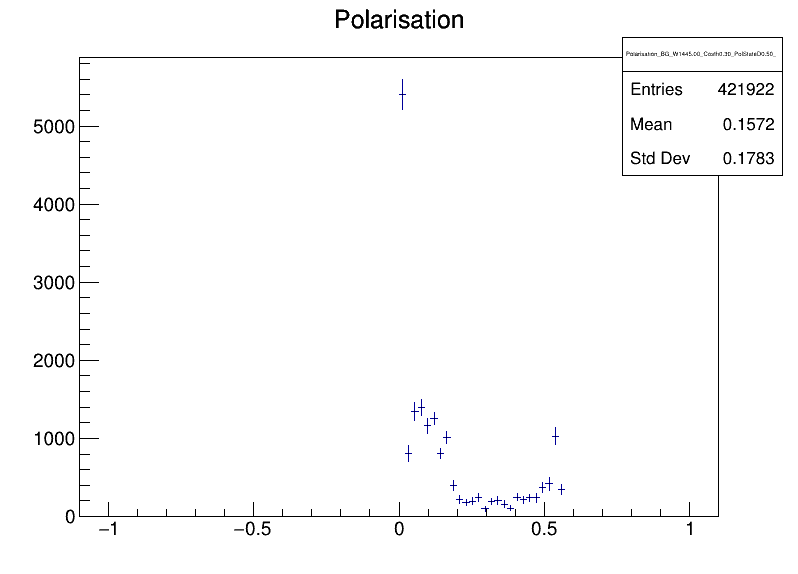 Polarisation
Polarisation_BG_W1445.00_Costh0.30_PolStateD0.50_
Entries 421922
Mean 0.1572
Std Dev 0.1783
5000
4000
3000
2000
1000
0
−1 −0.5 0 0.5 1